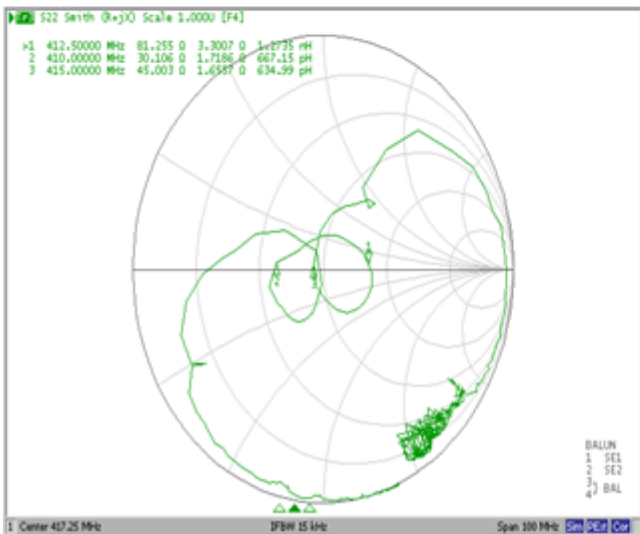 S22 Smith (R+jX) Scale 1.000U [F4]
>1 412.50000 MHz 81.255 Ω 3.3007 Ω 1.2735 nH
2 410.00000 MHz 30.106 Ω 1.7186 Ω 667.15 pH
3 415.00000 MHz 45.003 Ω 1.6557 Ω 634.99 pH
1
2
3
BALUN
1 SE1
2 SE2
3
4 } BAL
1 Center 417.25 MHz IFBW 15 kHz Span 100 MHz Sim PExt Cor